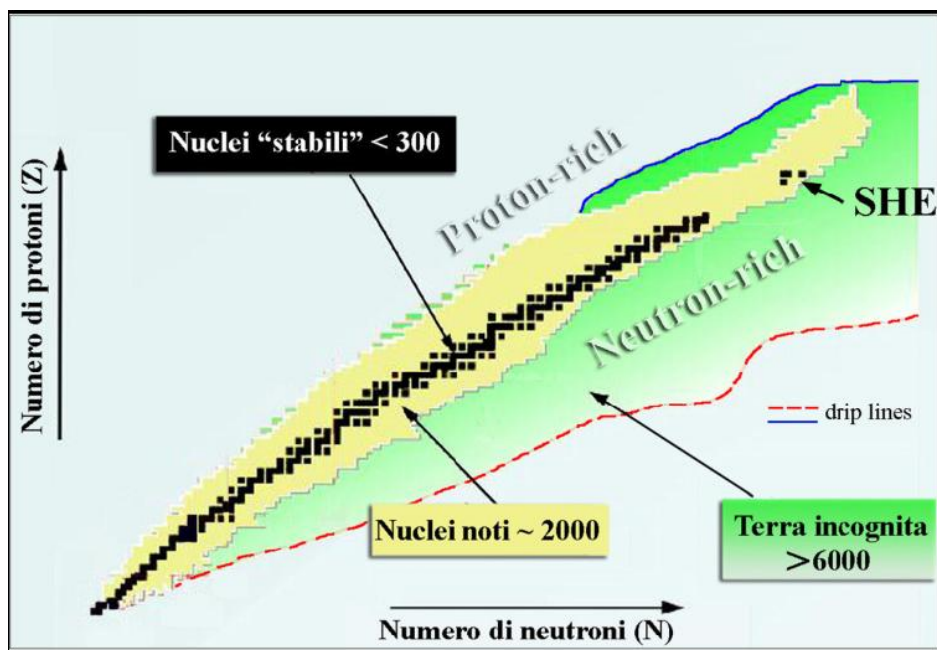 Nuclei “stabili” < 300
Proton-rich
SHE
Neutron-rich
Numero di protoni (Z)
drip lines
Nuclei noti ~ 2000
Terra incognita
>6000
Numero di neutroni (N)